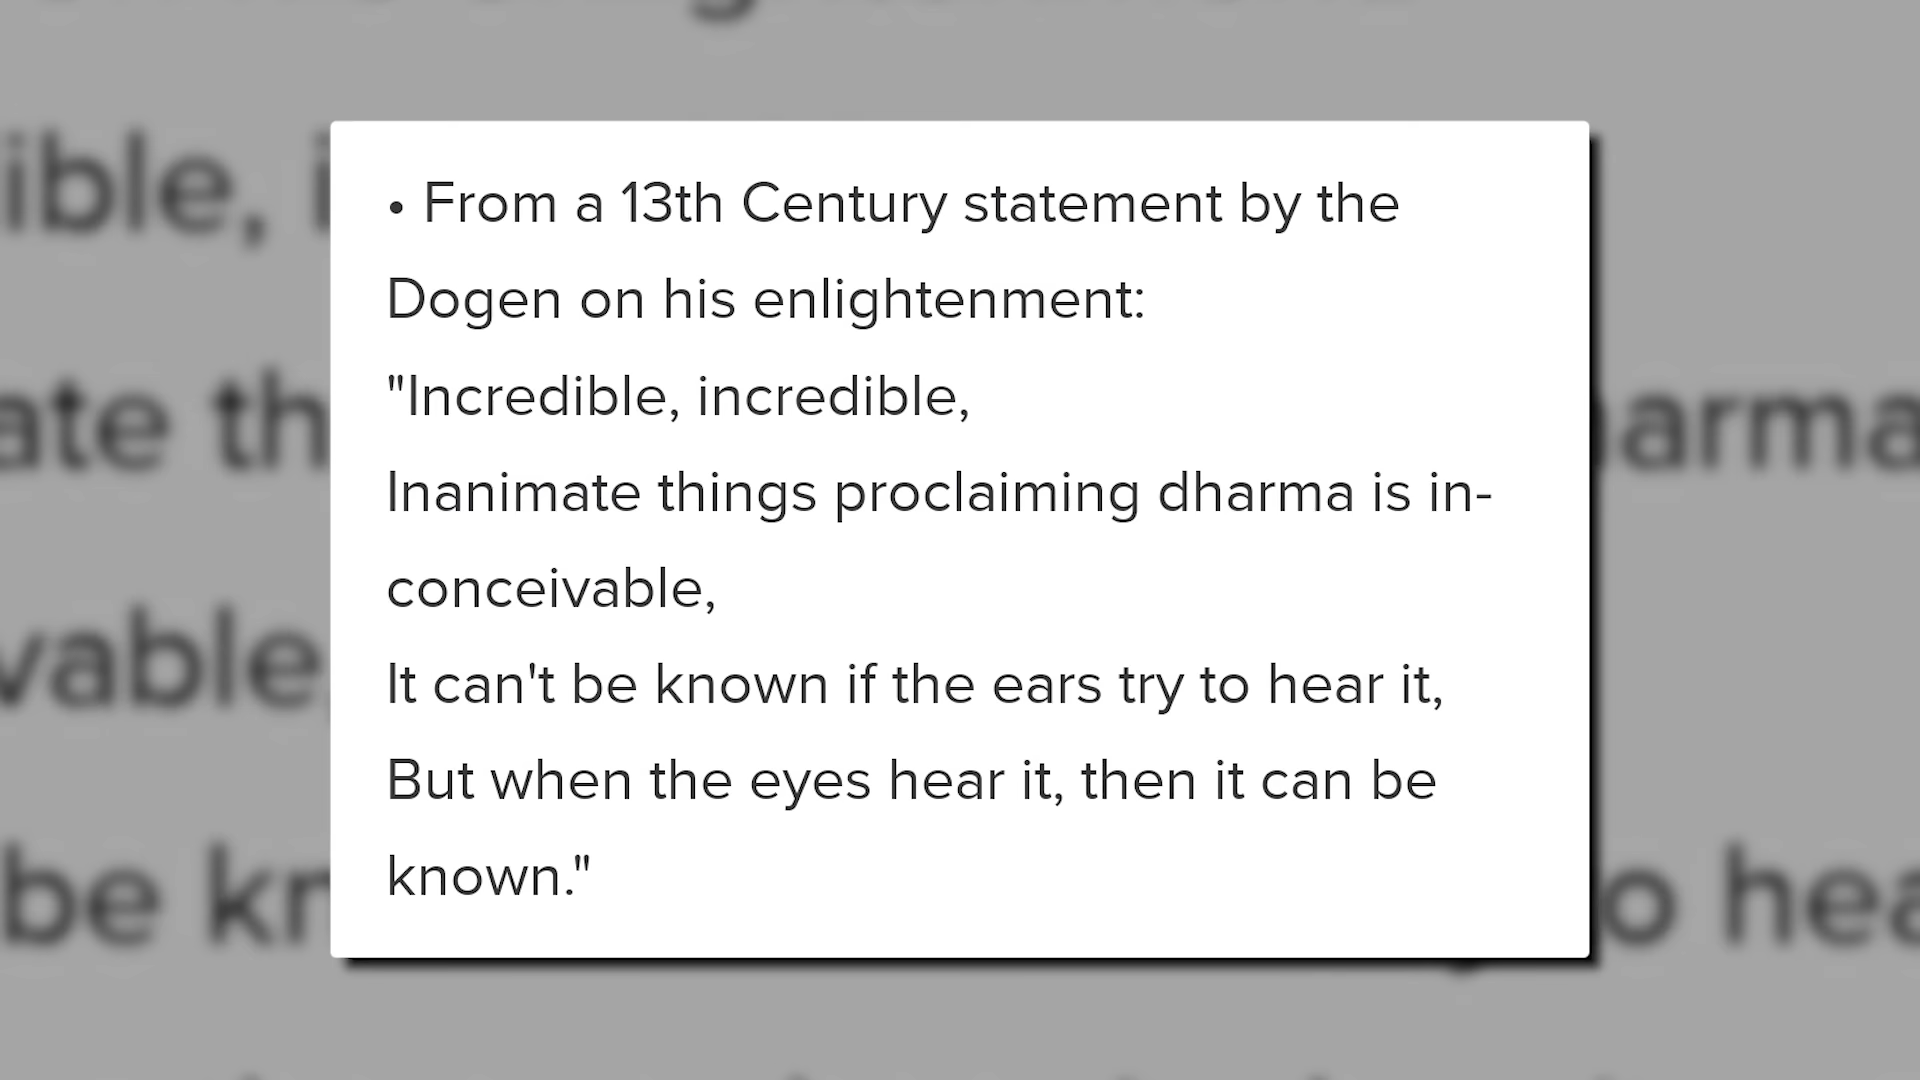 • From a 13th Century statement by the
Dogen on his enlightenment:
"Incredible, incredible,
Inanimate things proclaiming dharma is in-
conceivable,
It can't be known if the ears try to hear it,
But when the eyes hear it, then it can be
known."